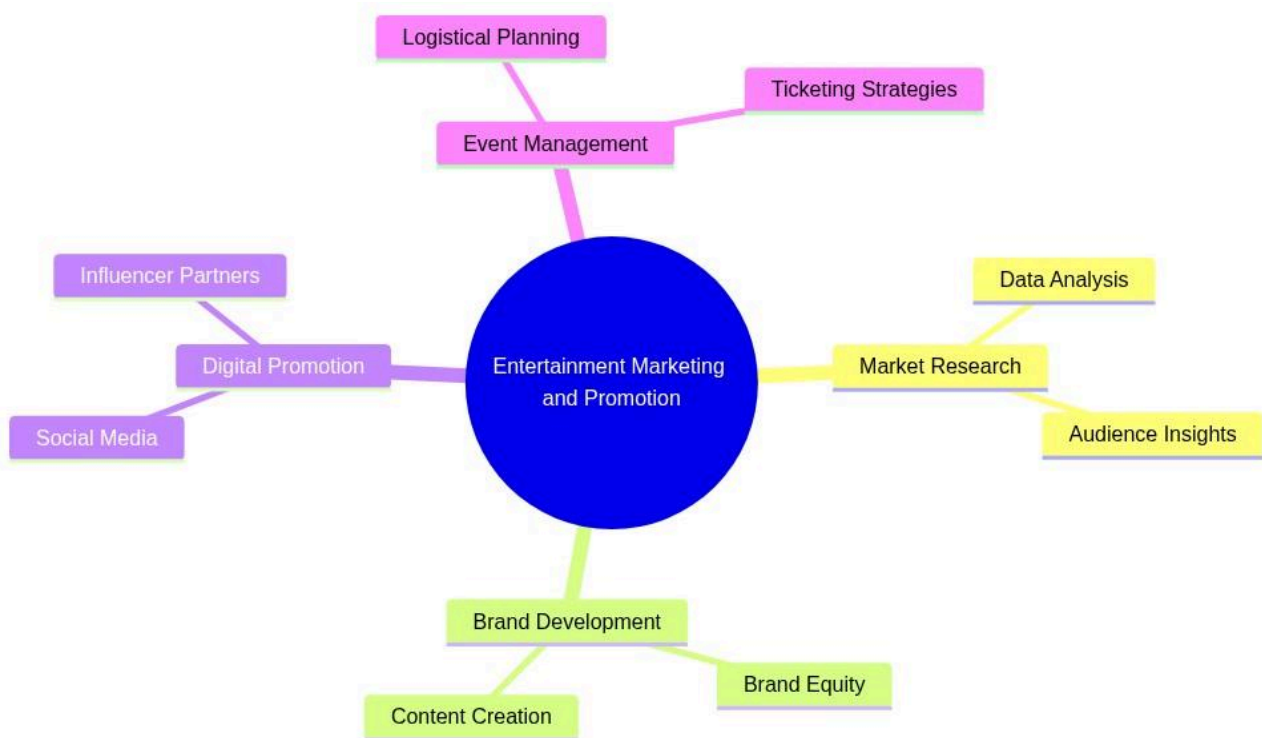 Logistical Planning
Ticketing Strategies
Event Management
Influencer Partners
Data Analysis
Digital Promotion
Entertainment Marketing
and Promotion
Market Research
Social Media
Audience Insights
Brand Development
Brand Equity
Content Creation